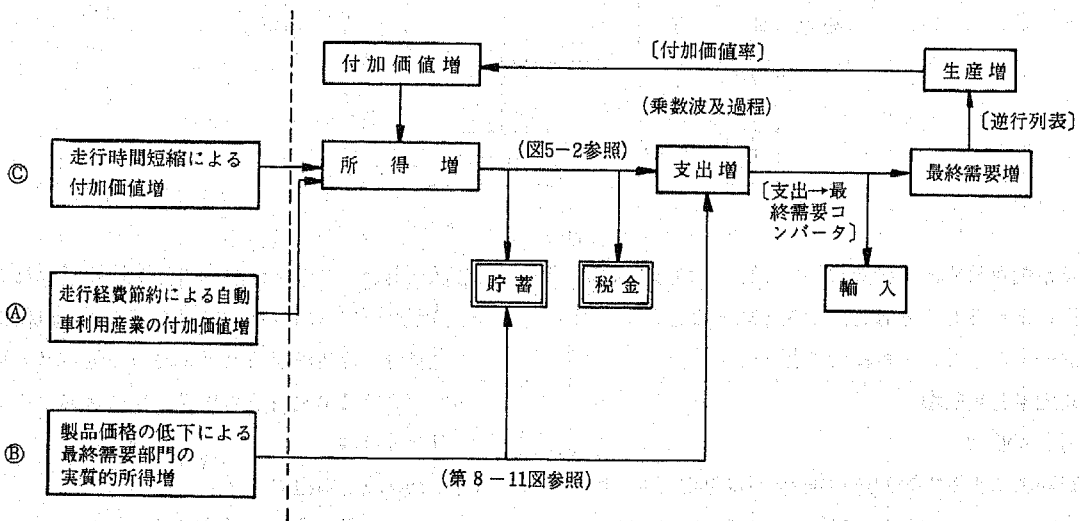 付加価値増
〔付加価値率〕
生産増
(乗数波及過程)
〔逆行列表〕
Ⓒ
走行時間短縮による
付加価値増
所得増
(図5−2参照)
支出増
最終需要増
〔支出→最
終需要コ
ンバータ〕
貯蓄
税金
輸入
Ⓐ
走行経費節約による自動
車利用産業の付加価値増
Ⓑ
製品価格の低下による
最終需要部門の
実質的所得増
(第8−11図参照)